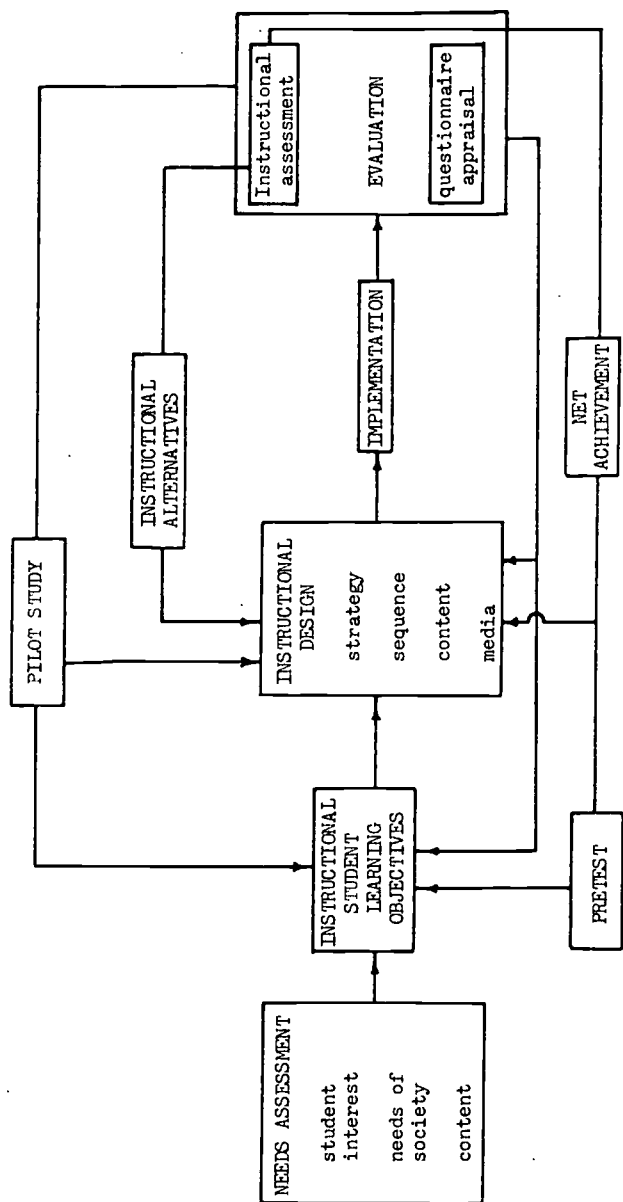 NEEDS ASSESSMENT
student
interest
needs of
society
content
INSTRUCTIONAL
STUDENT
LEARNING
OBJECTIVES
PILOT STUDY
PRETEST
INSTRUCTIONAL
DESIGN
strategy
sequence
content
media
INSTRUCTIONAL
ALTERNATIVES
IMPLEMENTATION
NET
ACHIEVEMENT
Instructional
assessment
EVALUATION
questionnaire
appraisal